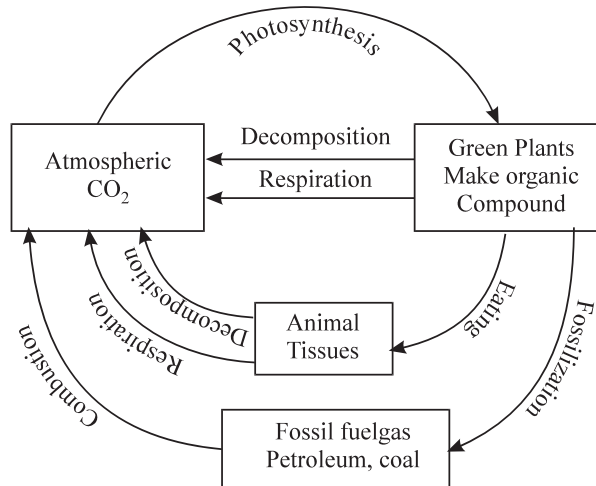 Photosynthesis
Atmospheric
CO₂
Decomposition
Respiration
Green Plants
Make organic
Compound
Decomposition
Respiration
Combustion
Animal
Tissues
Eating
Fossilization
Fossil fuelgas
Petroleum, coal